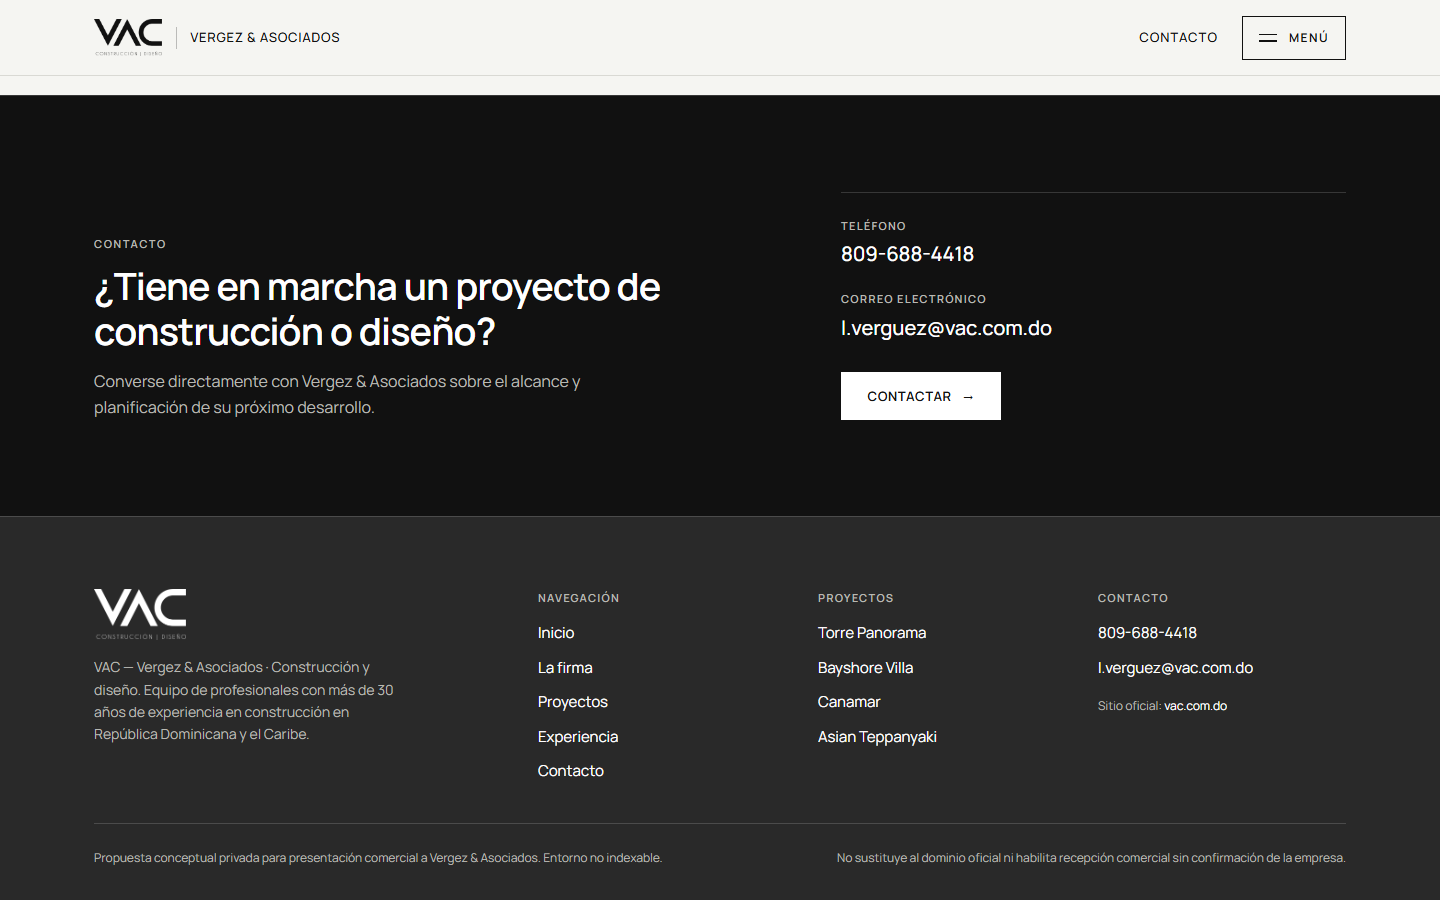 VAC
CONSTRUCCIÓN | DISEÑO
VERGEZ & ASOCIADOS
CONTACTO
MENÚ
CONTACTO
¿Tiene en marcha un proyecto de
construcción o diseño?
Converse directamente con Vergez & Asociados sobre el alcance y
planificación de su próximo desarrollo.
TELÉFONO
809-688-4418
CORREO ELECTRÓNICO
l.verguez@vac.com.do
CONTACTAR →
VAC
CONSTRUCCIÓN | DISEÑO
VAC — Vergez & Asociados · Construcción y
diseño. Equipo de profesionales con más de 30
años de experiencia en construcción en
República Dominicana y el Caribe.
NAVEGACIÓN
Inicio
La firma
Proyectos
Experiencia
Contacto
PROYECTOS
Torre Panorama
Bayshore Villa
Canamar
Asian Teppanyaki
CONTACTO
809-688-4418
l.verguez@vac.com.do
Sitio oficial: vac.com.do
Propuesta conceptual privada para presentación comercial a Vergez & Asociados. Entorno no indexable.
No sustituye al dominio oficial ni habilita recepción comercial sin confirmación de la empresa.